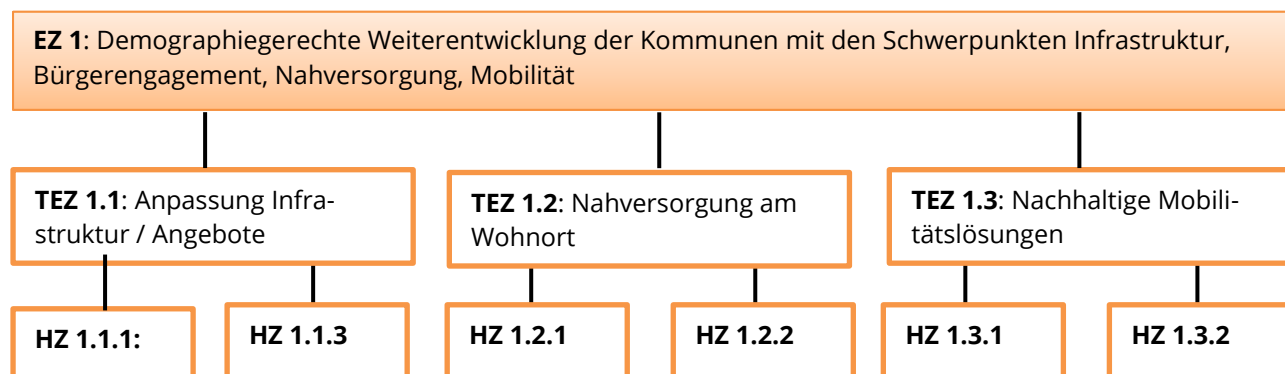 EZ 1: Demographiegerechte Weiterentwicklung der Kommunen mit den Schwerpunkten Infrastruktur,
Bürgerengagement, Nahversorgung, Mobilität
TEZ 1.1: Anpassung Infra-
struktur / Angebote
TEZ 1.2: Nahversorgung am
Wohnort
TEZ 1.3: Nachhaltige Mobili-
tätslösungen
HZ 1.1.1:
HZ 1.1.3
HZ 1.2.1
HZ 1.2.2
HZ 1.3.1
HZ 1.3.2